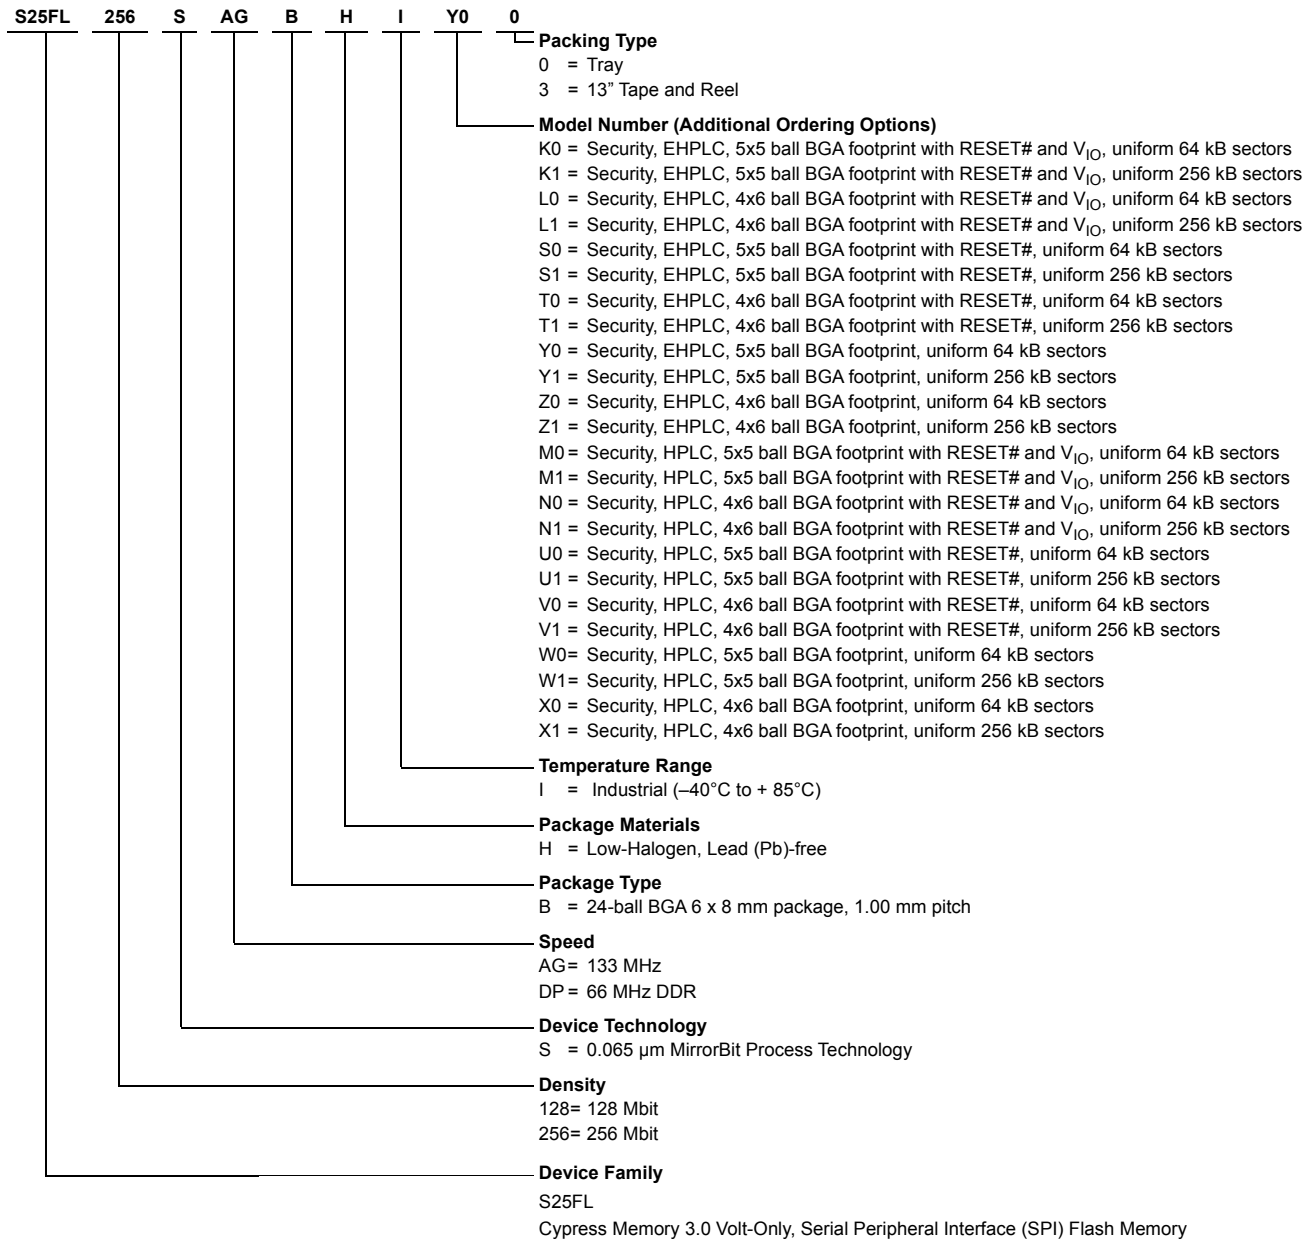 S25FL 256 S AG B H I Y0 0
Packing Type
0 = Tray
3 = 13” Tape and Reel
Model Number (Additional Ordering Options)
K0 = Security, EHPLC, 5x5 ball BGA footprint with RESET# and VIO, uniform 64 kB sectors
K1 = Security, EHPLC, 5x5 ball BGA footprint with RESET# and VIO, uniform 256 kB sectors
L0 = Security, EHPLC, 4x6 ball BGA footprint with RESET# and VIO, uniform 64 kB sectors
L1 = Security, EHPLC, 4x6 ball BGA footprint with RESET# and VIO, uniform 256 kB sectors
S0 = Security, EHPLC, 5x5 ball BGA footprint with RESET#, uniform 64 kB sectors
S1 = Security, EHPLC, 5x5 ball BGA footprint with RESET#, uniform 256 kB sectors
T0 = Security, EHPLC, 4x6 ball BGA footprint with RESET#, uniform 64 kB sectors
T1 = Security, EHPLC, 4x6 ball BGA footprint with RESET#, uniform 256 kB sectors
Y0 = Security, EHPLC, 5x5 ball BGA footprint, uniform 64 kB sectors
Y1 = Security, EHPLC, 5x5 ball BGA footprint, uniform 256 kB sectors
Z0 = Security, EHPLC, 4x6 ball BGA footprint, uniform 64 kB sectors
Z1 = Security, EHPLC, 4x6 ball BGA footprint, uniform 256 kB sectors
M0 = Security, HPLC, 5x5 ball BGA footprint with RESET# and VIO, uniform 64 kB sectors
M1 = Security, HPLC, 5x5 ball BGA footprint with RESET# and VIO, uniform 256 kB sectors
N0 = Security, HPLC, 4x6 ball BGA footprint with RESET# and VIO, uniform 64 kB sectors
N1 = Security, HPLC, 4x6 ball BGA footprint with RESET# and VIO, uniform 256 kB sectors
U0 = Security, HPLC, 5x5 ball BGA footprint with RESET#, uniform 64 kB sectors
U1 = Security, HPLC, 5x5 ball BGA footprint with RESET#, uniform 256 kB sectors
V0 = Security, HPLC, 4x6 ball BGA footprint with RESET#, uniform 64 kB sectors
V1 = Security, HPLC, 4x6 ball BGA footprint with RESET#, uniform 256 kB sectors
W0= Security, HPLC, 5x5 ball BGA footprint, uniform 64 kB sectors
W1= Security, HPLC, 5x5 ball BGA footprint, uniform 256 kB sectors
X0 = Security, HPLC, 4x6 ball BGA footprint, uniform 64 kB sectors
X1 = Security, HPLC, 4x6 ball BGA footprint, uniform 256 kB sectors
Temperature Range
I = Industrial (–40°C to + 85°C)
Package Materials
H = Low-Halogen, Lead (Pb)-free
Package Type
B = 24-ball BGA 6 x 8 mm package, 1.00 mm pitch
Speed
AG= 133 MHz
DP = 66 MHz DDR
Device Technology
S = 0.065 µm MirrorBit Process Technology
Density
128= 128 Mbit
256= 256 Mbit
Device Family
S25FL
Cypress Memory 3.0 Volt-Only, Serial Peripheral Interface (SPI) Flash Memory